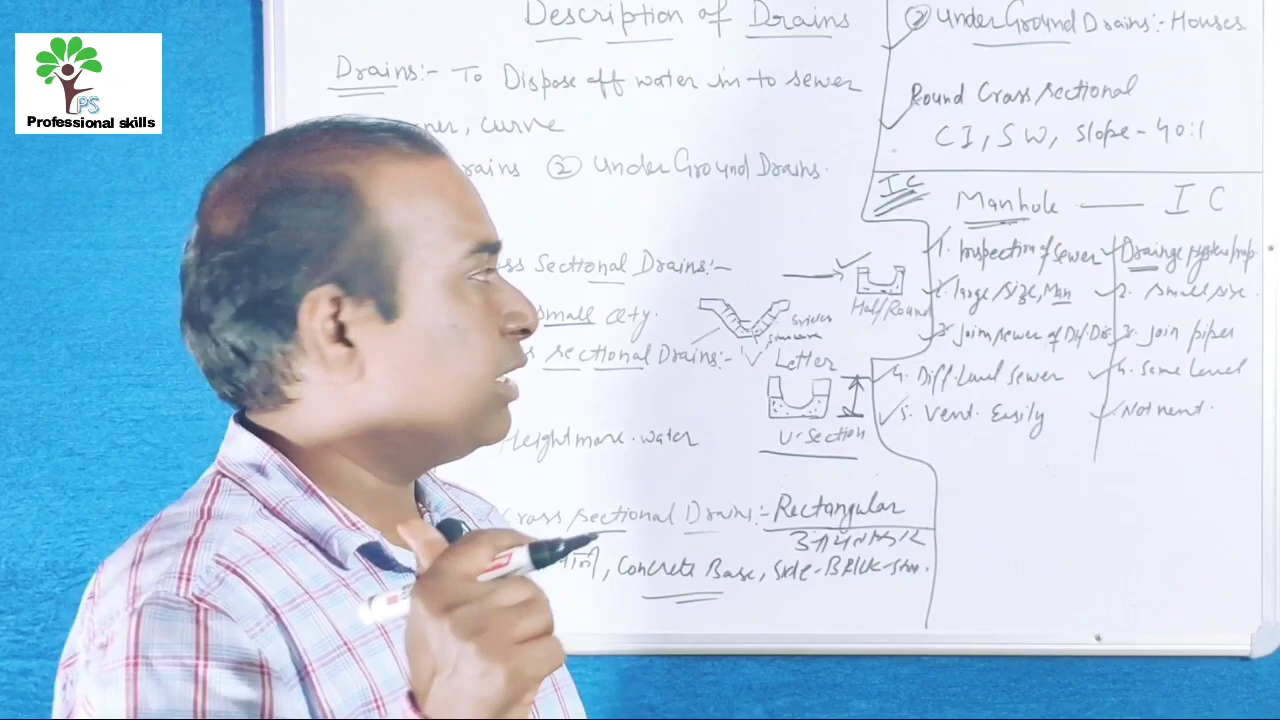 PS
Professional skills
Description of Drains
Drains:- To Dispose off water in to sewer
curve
② Under Ground Drains.
Sectional Drains:-
small qty.
sectional Drains:- 'V' Letter
Half/Round
U-Section
Height more water
Cross sectional Drains:- Rectangular
Concrete Base, Side-Brick-
② Under Ground Drains:- Houses.
Round Cross sectional
CI, SW, Slope - 40:1
IC
Manhole — IC
1. Inspection of Sewer
2. large size, Man
3. Join sewer of Dif. Dia.
4. Diff. Level Sewer
5. Vent. Easily
Drainge
2. small size.
3. Join pipes
4. Same Level
Not vent.